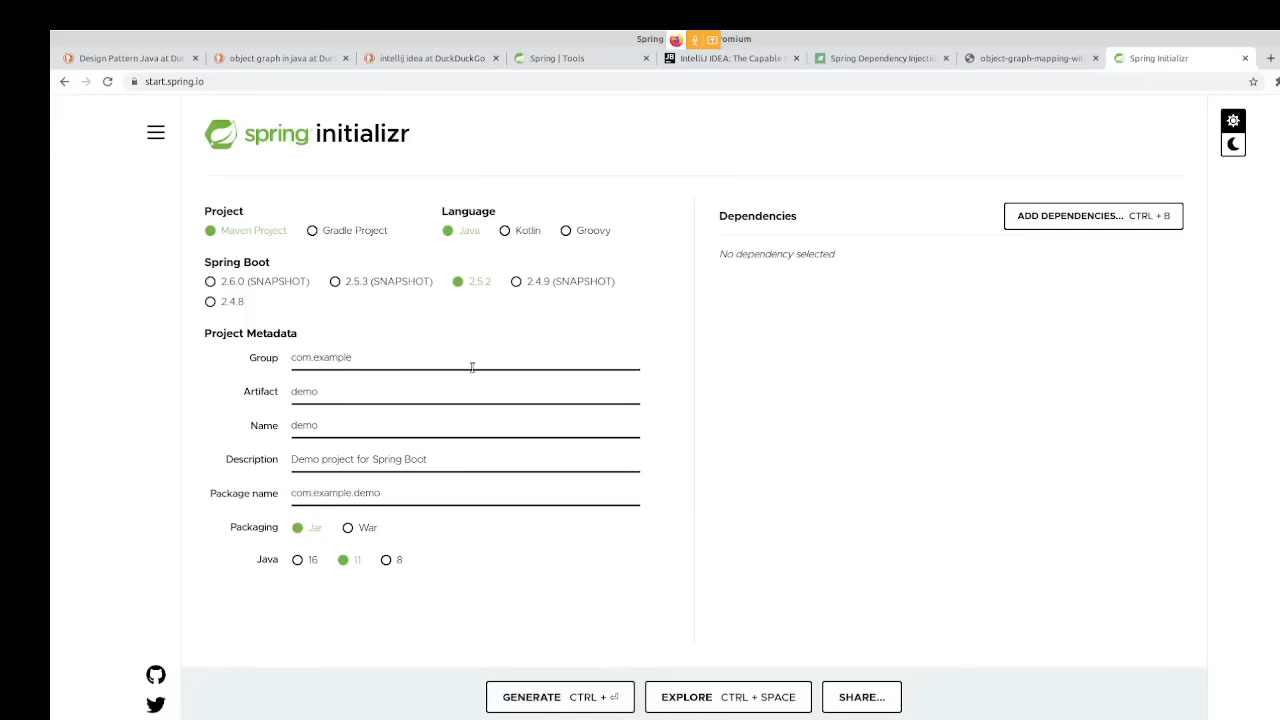 Spring
omium
Design Pattern Java at Duc
object graph in java at Duc
intellij idea at DuckDuckGo
Spring | Tools
IntelliJ IDEA: The Capable
Spring Dependency Injecti
object-graph-mapping-wit
Spring Initializr
start.spring.io
spring initializr
Project
Language
Maven Project
Gradle Project
Java
Kotlin
Groovy
Spring Boot
2.6.0 (SNAPSHOT)
2.5.3 (SNAPSHOT)
2.5.2
2.4.9 (SNAPSHOT)
2.4.8
Project Metadata
Group com.example
Artifact demo
Name demo
Description Demo project for Spring Boot
Package name com.example.demo
Packaging Jar War
Java 16 11 8
Dependencies
ADD DEPENDENCIES... CTRL + B
No dependency selected
GENERATE CTRL + ⏎
EXPLORE CTRL + SPACE
SHARE...